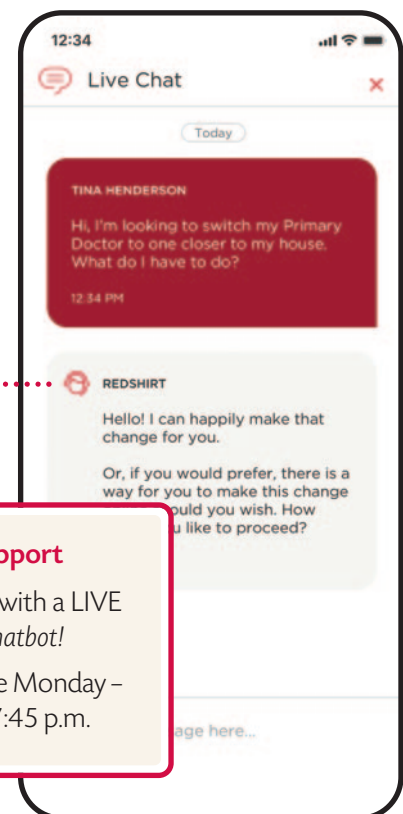 12:34
Live Chat
Today
TINA HENDERSON
Hi, I'm looking to switch my Primary
Doctor to one closer to my house.
What do I have to do?
12:34 PM
REDSHIRT
Hello! I can happily make that
change for you.
Or, if you would prefer, there is a
way for you to make this change
ould you wish. How
u like to proceed?
pport
with a LIVE
hatbot!
e Monday –
7:45 p.m.
age here...